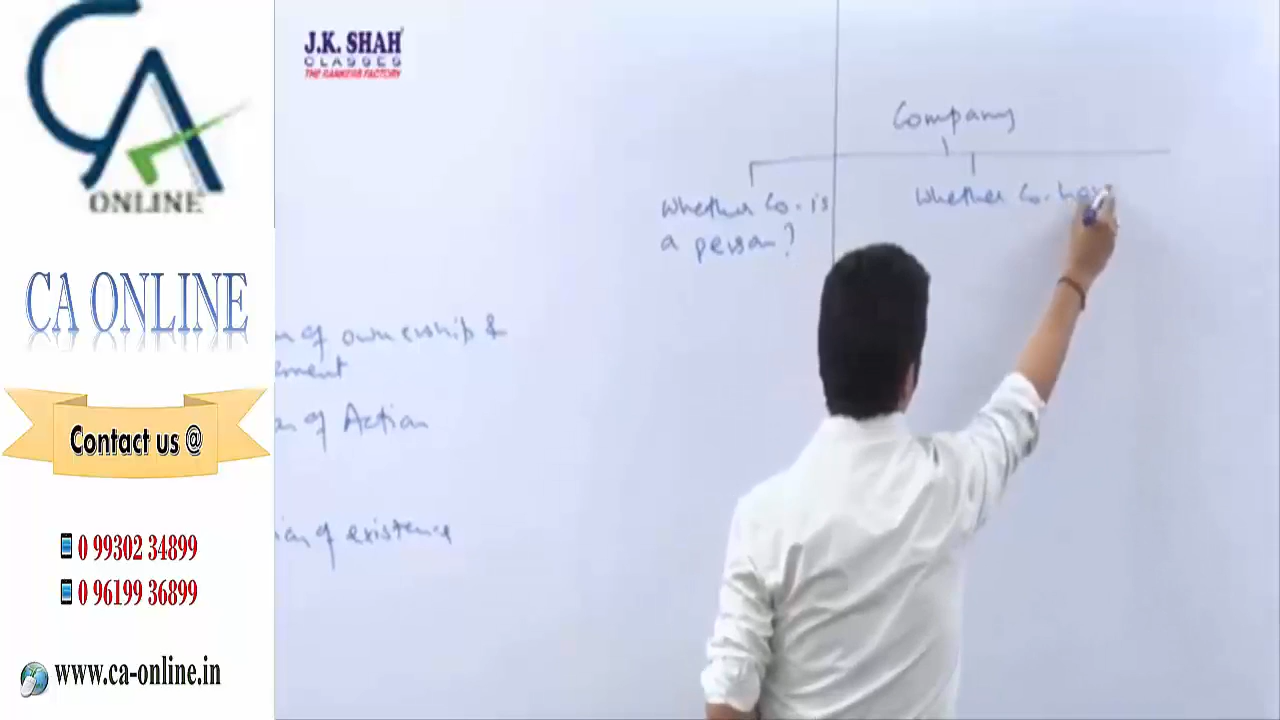 CA
ONLINE
CA ONLINE
Contact us @
0 99302 34899
0 96199 36899
www.ca-online.in
J.K. SHAH
CLASSES
THE RANKERS FACTORY
of ownership &
of Action
of existence
Company
Whether Co. is
a person?
Whether Co.